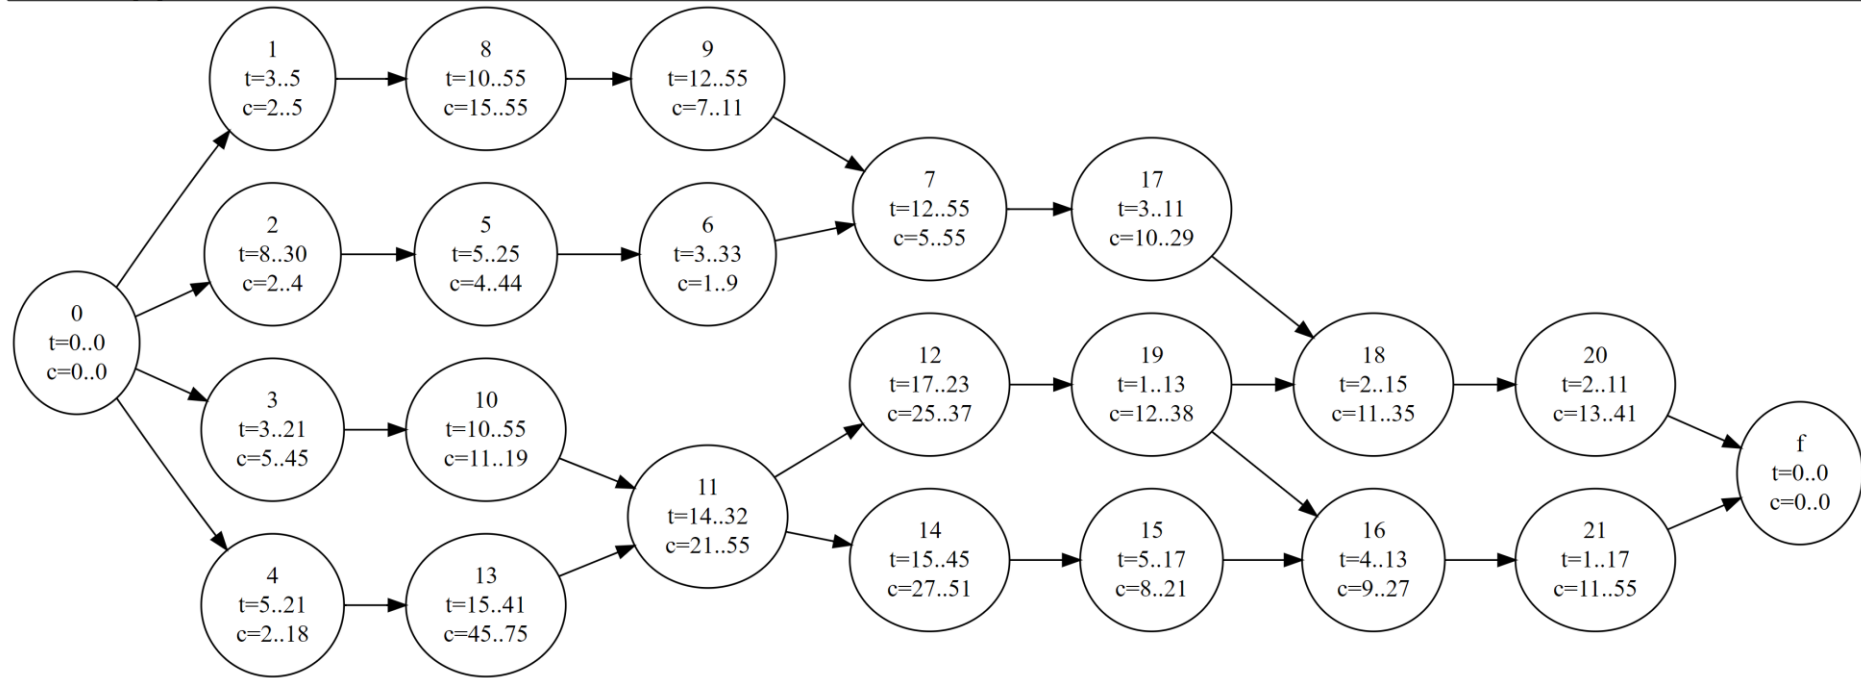 1
t=3..5
c=2..5
8
t=10..55
c=15..55
9
t=12..55
c=7..11
7
t=12..55
c=5..55
17
t=3..11
c=10..29
2
t=8..30
c=2..4
5
t=5..25
c=4..44
6
t=3..33
c=1..9
0
t=0..0
c=0..0
12
t=17..23
c=25..37
19
t=1..13
c=12..38
18
t=2..15
c=11..35
20
t=2..11
c=13..41
3
t=3..21
c=5..45
10
t=10..55
c=11..19
11
t=14..32
c=21..55
f
t=0..0
c=0..0
14
t=15..45
c=27..51
15
t=5..17
c=8..21
16
t=4..13
c=9..27
21
t=1..17
c=11..55
4
t=5..21
c=2..18
13
t=15..41
c=45..75